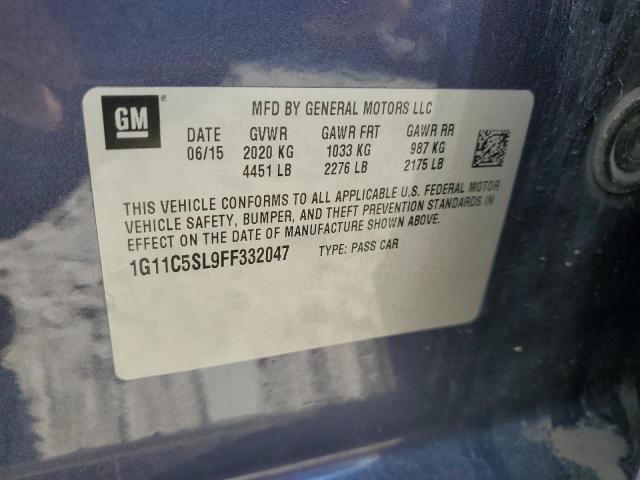 GM
MFD BY GENERAL MOTORS LLC
DATE GVWR GAWR FRT GAWR RR
06/15 2020 KG 1033 KG 987 KG
4451 LB 2276 LB 2175 LB
THIS VEHICLE CONFORMS TO ALL APPLICABLE U.S. FEDERAL MOTOR
VEHICLE SAFETY, BUMPER, AND THEFT PREVENTION STANDARDS IN
EFFECT ON THE DATE OF MANUFACTURE SHOWN ABOVE.
1G11C5SL9FF332047 TYPE: PASS CAR